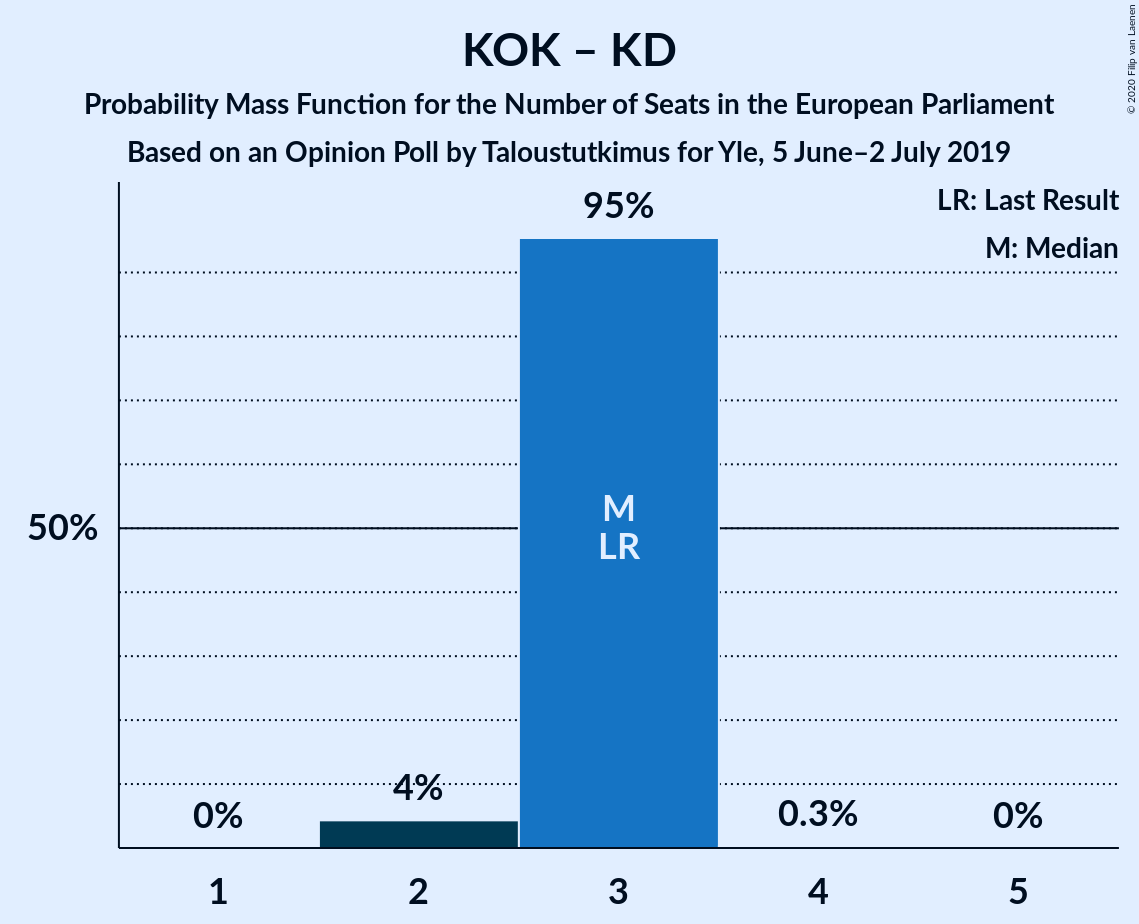 KOK – KD
Probability Mass Function for the Number of Seats in the European Parliament
Based on an Opinion Poll by Taloustutkimus for Yle, 5 June–2 July 2019
© 2020 Filip van Laenen
LR: Last Result
M: Median
95%
50%
M
LR
0%
4%
0.3%
0%
1 2 3 4 5